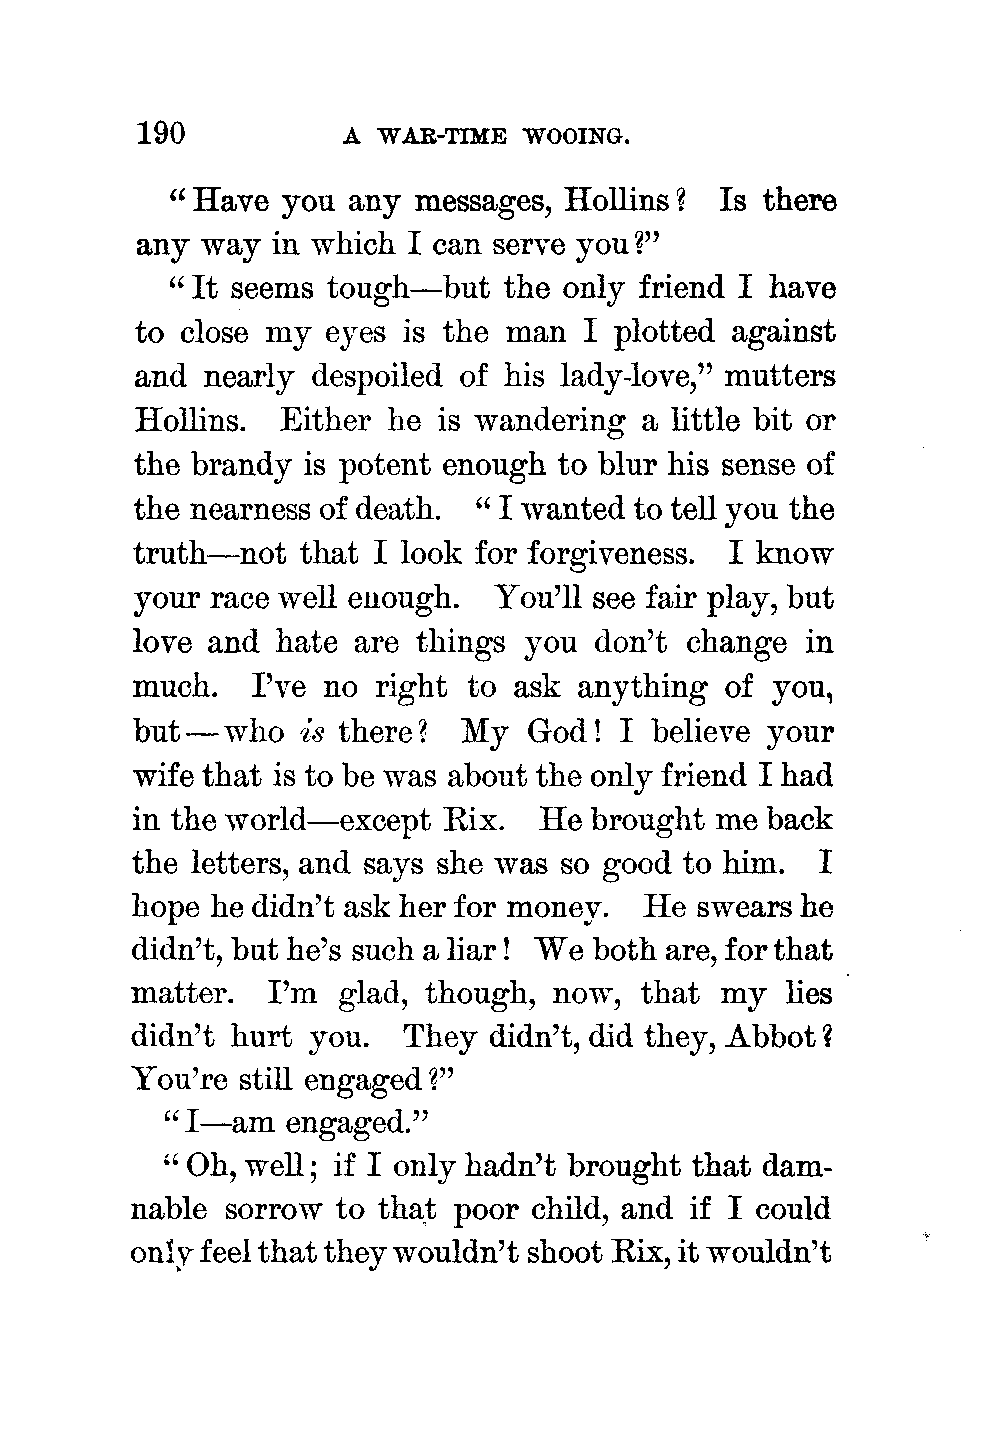 190 A WAR-TIME WOOING.
“Have you any messages, Hollins? Is there
any way in which I can serve you?”
“It seems tough—but the only friend I have
to close my eyes is the man I plotted against
and nearly despoiled of his lady-love,” mutters
Hollins. Either he is wandering a little bit or
the brandy is potent enough to blur his sense of
the nearness of death. “I wanted to tell you the
truth—not that I look for forgiveness. I know
your race well enough. You’ll see fair play, but
love and hate are things you don’t change in
much. I’ve no right to ask anything of you,
but—who is there? My God! I believe your
wife that is to be was about the only friend I had
in the world—except Rix. He brought me back
the letters, and says she was so good to him. I
hope he didn’t ask her for money. He swears he
didn’t, but he’s such a liar! We both are, for that
matter. I’m glad, though, now, that my lies
didn’t hurt you. They didn’t, did they, Abbot?
You’re still engaged?”
“I—am engaged.”
“Oh, well; if I only hadn’t brought that dam-
nable sorrow to that poor child, and if I could
only feel that they wouldn’t shoot Rix, it wouldn’t